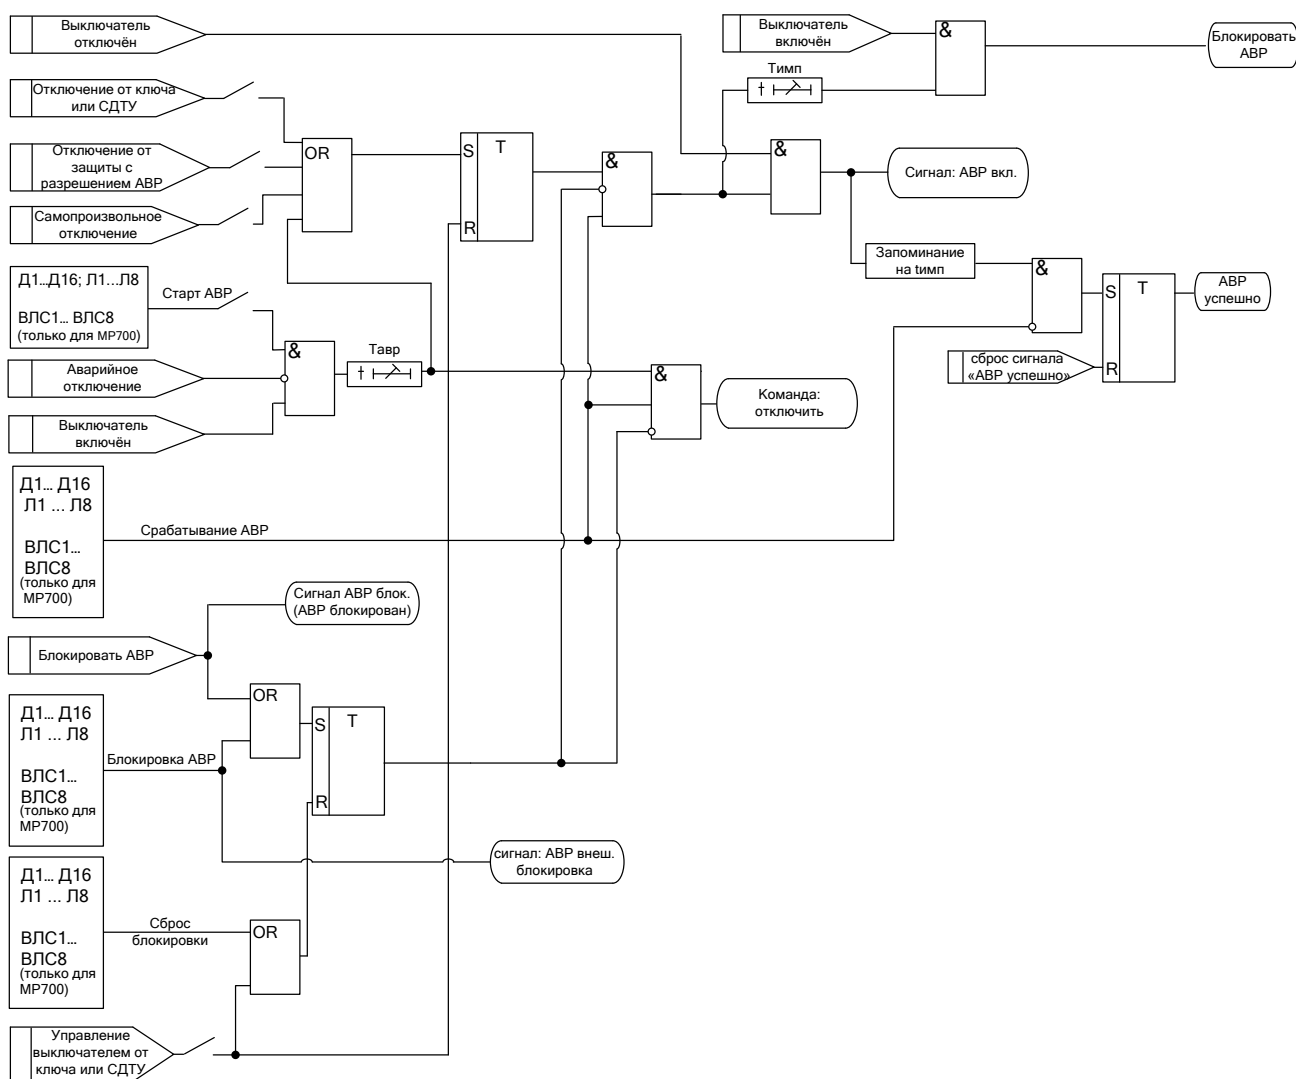 Выключатель
отключён
Выключатель
включён
&
Блокировать
АВР
Tимп
Отключение от ключа
или СДТУ
Отключение от
защиты с
разрешением АВР
Самопроизвольное
отключение
OR
S
T
R
&
&
Сигнал: АВР вкл.
Запоминание
на tимп
&
S
T
R
АВР
успешно
сброс сигнала
«АВР успешно»
Д1...Д16; Л1...Л8
ВЛС1... ВЛС8
(только для МР700)
Старт АВР
Аварийное
отключение
Выключатель
включён
&
Тавр
&
Команда:
отключить
Д1... Д16
Л1 ... Л8
ВЛС1...
ВЛС8
(только для
МР700)
Срабатывание АВР
Сигнал АВР блок.
(АВР блокирован)
Блокировать АВР
OR
S
T
R
Д1... Д16
Л1 ... Л8
ВЛС1...
ВЛС8
(только для
МР700)
Блокировка АВР
сигнал: АВР внеш.
блокировка
Д1... Д16
Л1 ... Л8
ВЛС1...
ВЛС8
(только для
МР700)
Сброс
блокировки
OR
Управление
выключателем от
ключа или СДТУ